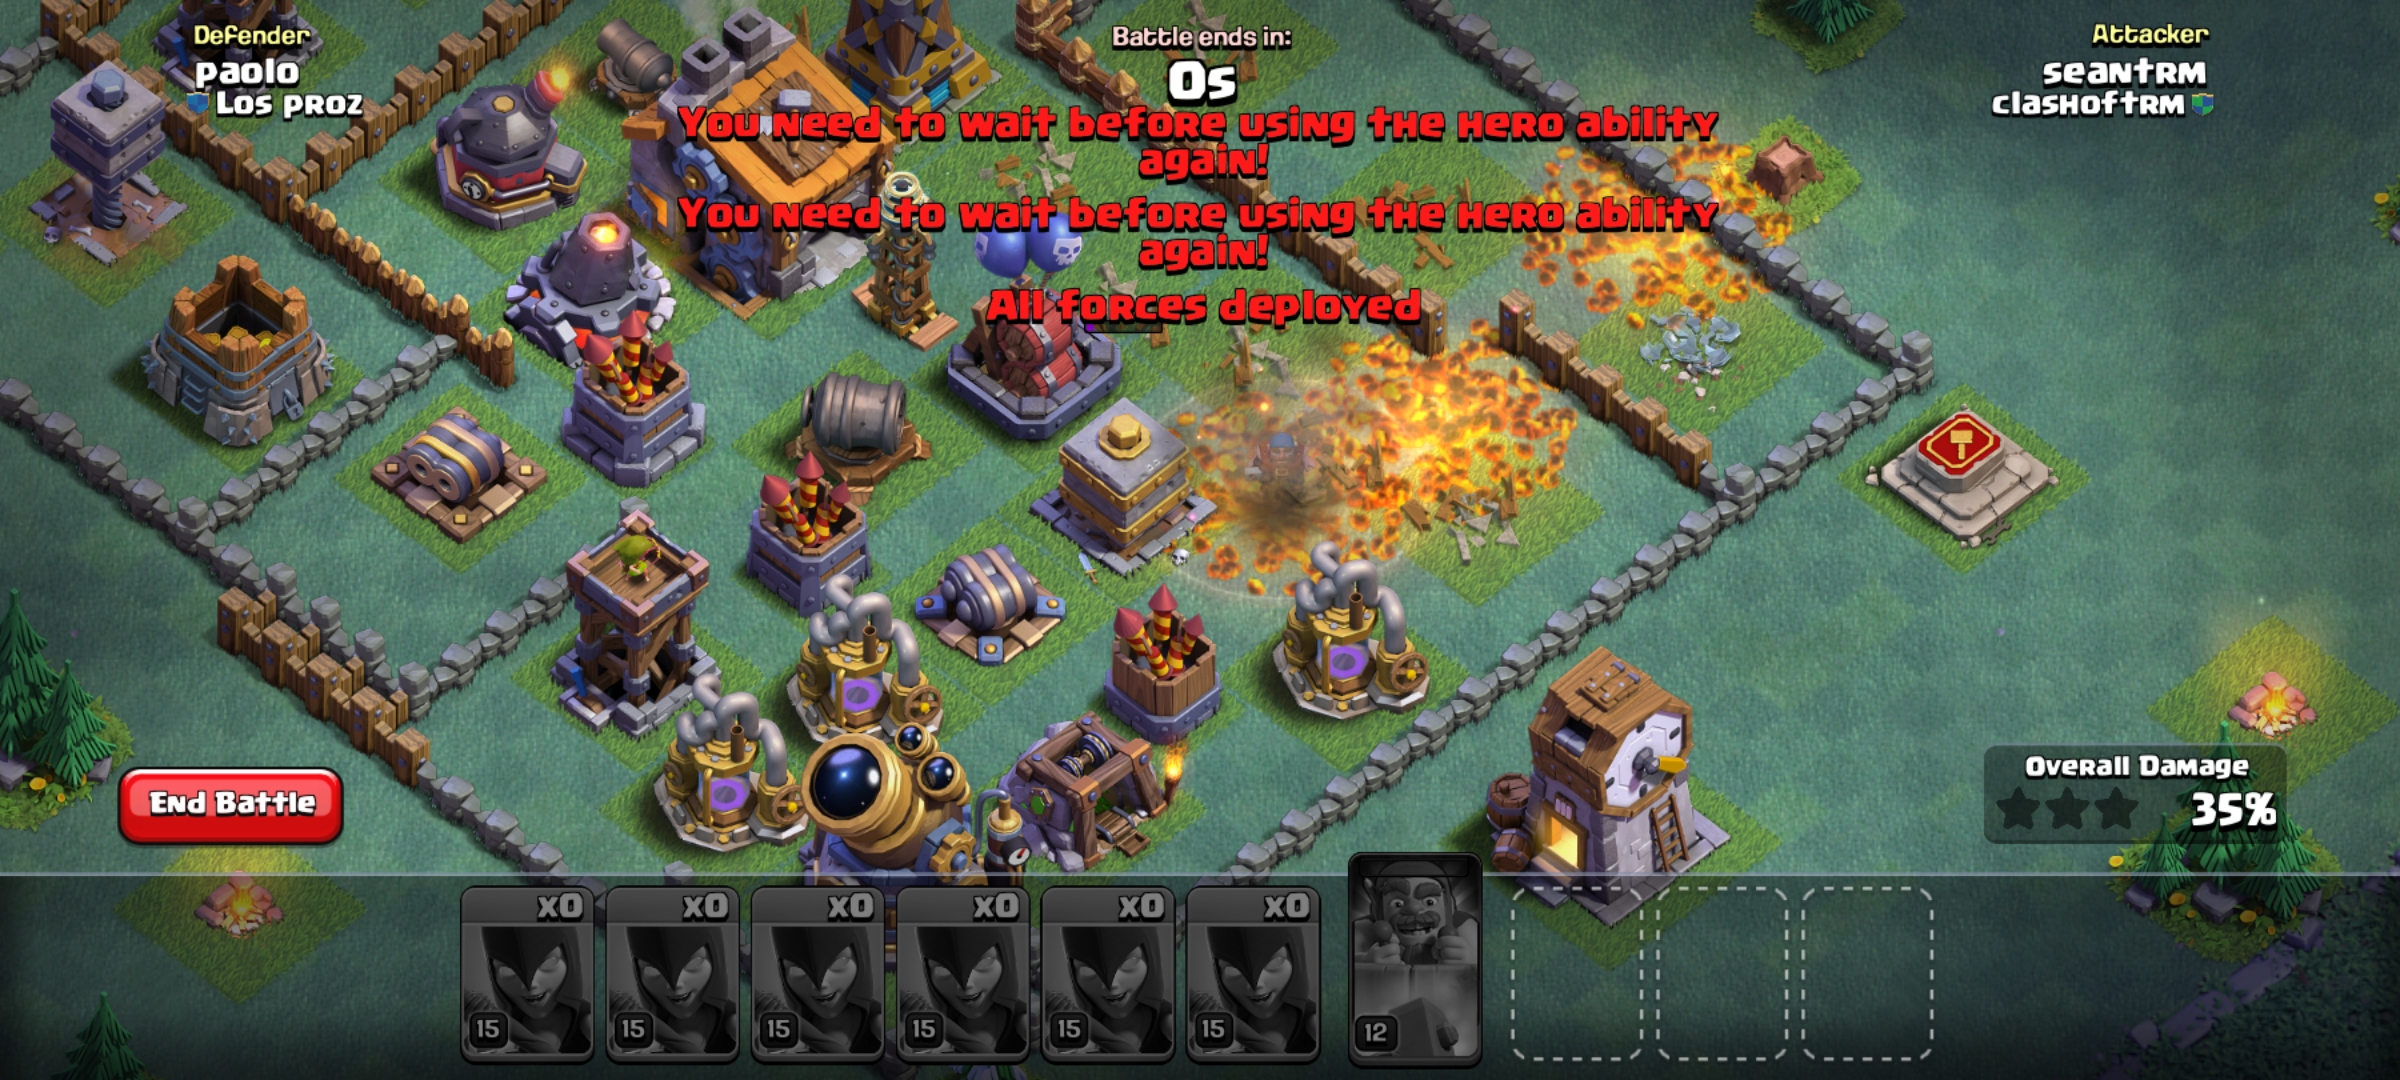 Defender
paolo
Los PROZ
Battle ends in:
0s
Attacker
seantRM
clashoftRM
You need to wait before using the Hero ability
again!
You need to wait before using the Hero ability
again!
All forces deployed
End Battle
Overall Damage
35%
x0 x0 x0 x0 x0 x0
15 15 15 15 15 15 12